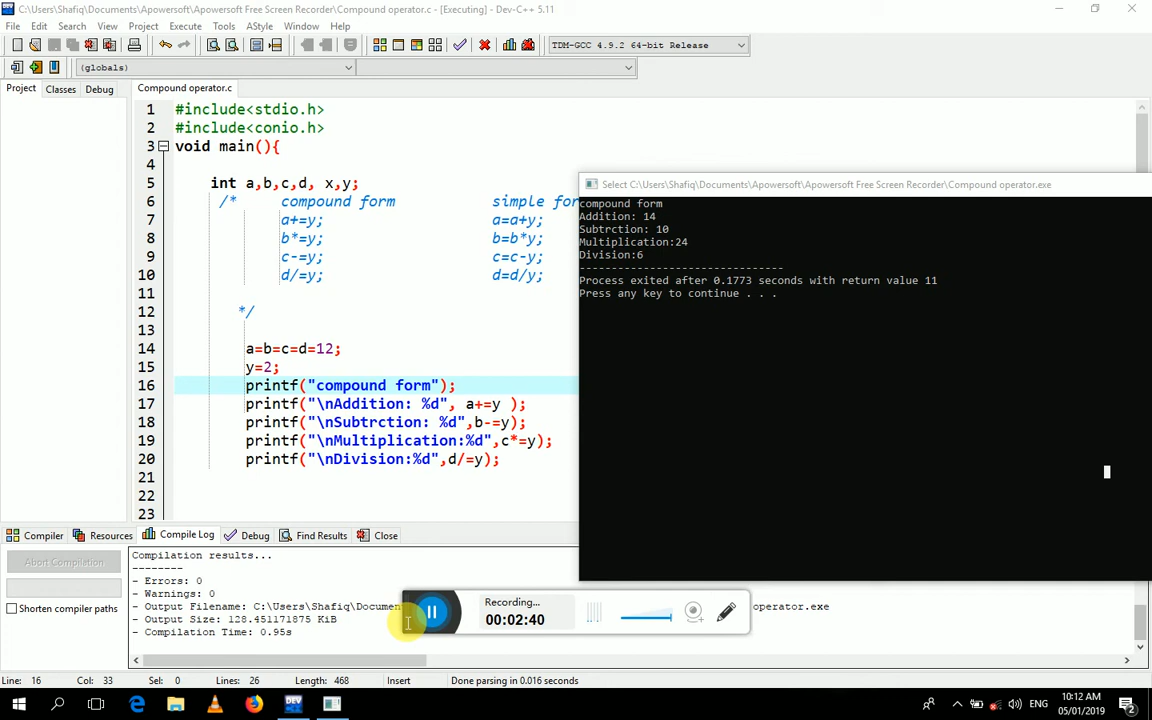 C:\Users\Shafiq\Documents\Apowersoft\Apowersoft Free Screen Recorder\Compound operator.c - [Executing] - Dev-C++ 5.11
File Edit Search View Project Execute Tools AStyle Window Help
TDM-GCC 4.9.2 64-bit Release
(globals)
Project Classes Debug
Compound operator.c
1 #include<stdio.h>
2 #include<conio.h>
3 void main(){
4
5 int a,b,c,d, x,y;
6 /* compound form simple for
7 a+=y; a=a+y;
8 b*=y; b=b*y;
9 c-=y; c=c-y;
10 d/=y; d=d/y;
11
12 */
13
14 a=b=c=d=12;
15 y=2;
16 printf("compound form");
17 printf("\nAddition: %d", a+=y );
18 printf("\nSubtrction: %d",b-=y);
19 printf("\nMultiplication:%d",c*=y);
20 printf("\nDivision:%d",d/=y);
21
22
23
Select C:\Users\Shafiq\Documents\Apowersoft\Apowersoft Free Screen Recorder\Compound operator.exe
compound form
Addition: 14
Subtrction: 10
Multiplication:24
Division:6
--------------------------------
Process exited after 0.1773 seconds with return value 11
Press any key to continue . . .
Compiler Resources Compile Log Debug Find Results Close
Abort Compilation
Shorten compiler paths
Compilation results...
--------
- Errors: 0
- Warnings: 0
- Output Filename: C:\Users\Shafiq\Documen operator.exe
- Output Size: 128.451171875 KiB
- Compilation Time: 0.95s
Recording...
00:02:40
Line: 16 Col: 33 Sel: 0 Lines: 26 Length: 468 Insert Done parsing in 0.016 seconds
DEV
ENG
10:12 AM
05/01/2019
2